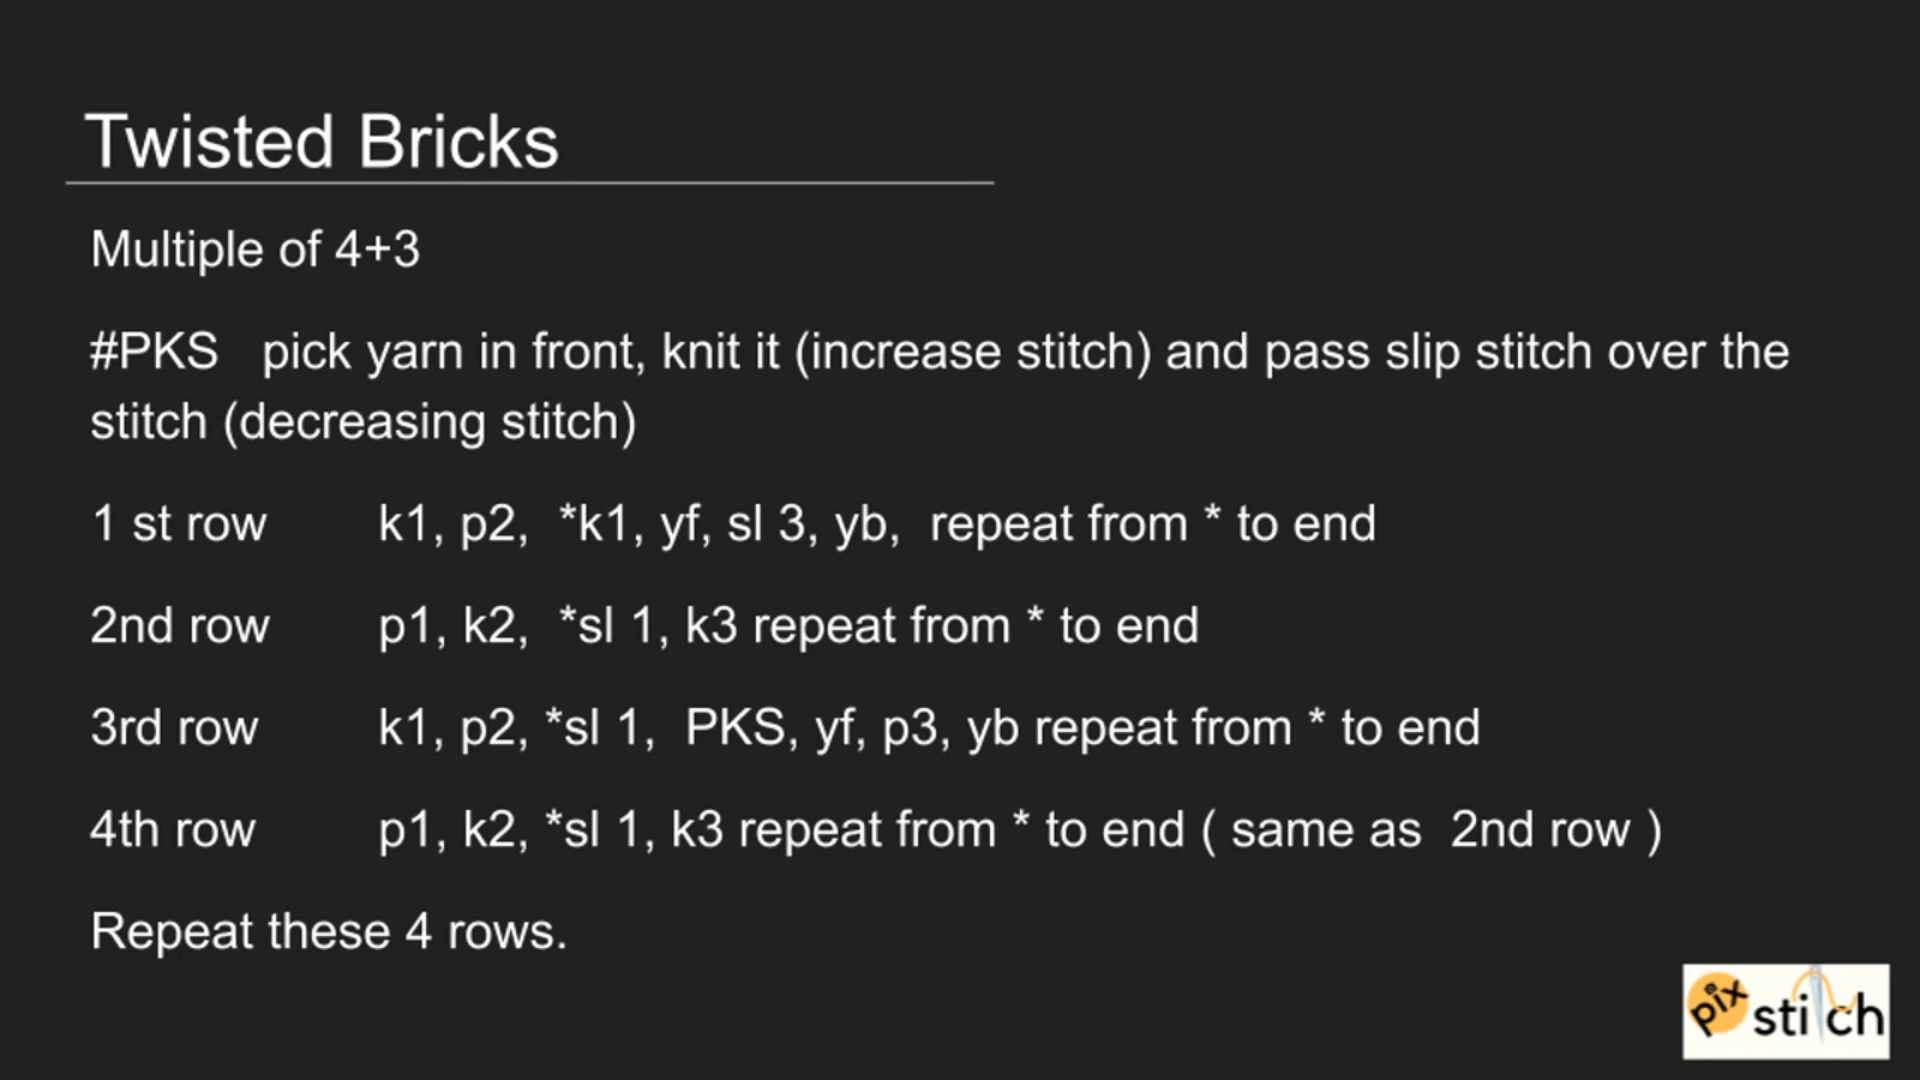 Twisted Bricks
Multiple of 4+3
#PKS pick yarn in front, knit it (increase stitch) and pass slip stitch over the
stitch (decreasing stitch)
1 st row k1, p2, *k1, yf, sl 3, yb, repeat from * to end
2nd row p1, k2, *sl 1, k3 repeat from * to end
3rd row k1, p2, *sl 1, PKS, yf, p3, yb repeat from * to end
4th row p1, k2, *sl 1, k3 repeat from * to end ( same as 2nd row )
Repeat these 4 rows.
pix stitch